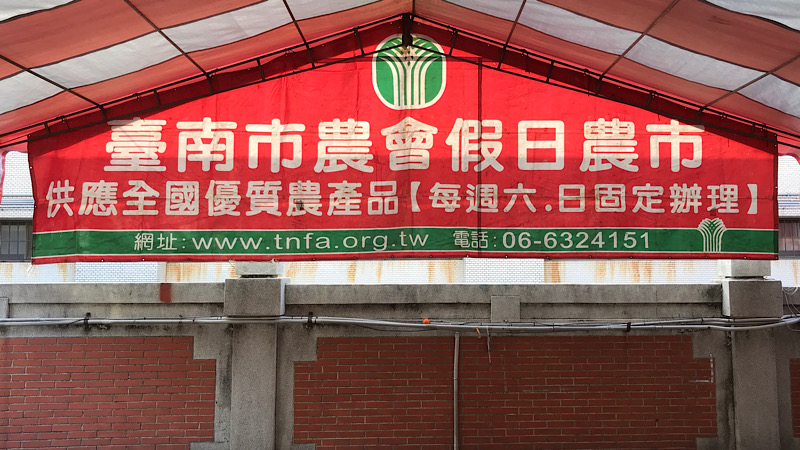 臺南市農會假日農市
供應全國優質農產品【每週六.日固定辦理】
網址:www.tnfa.org.tw 電話:06-6324151